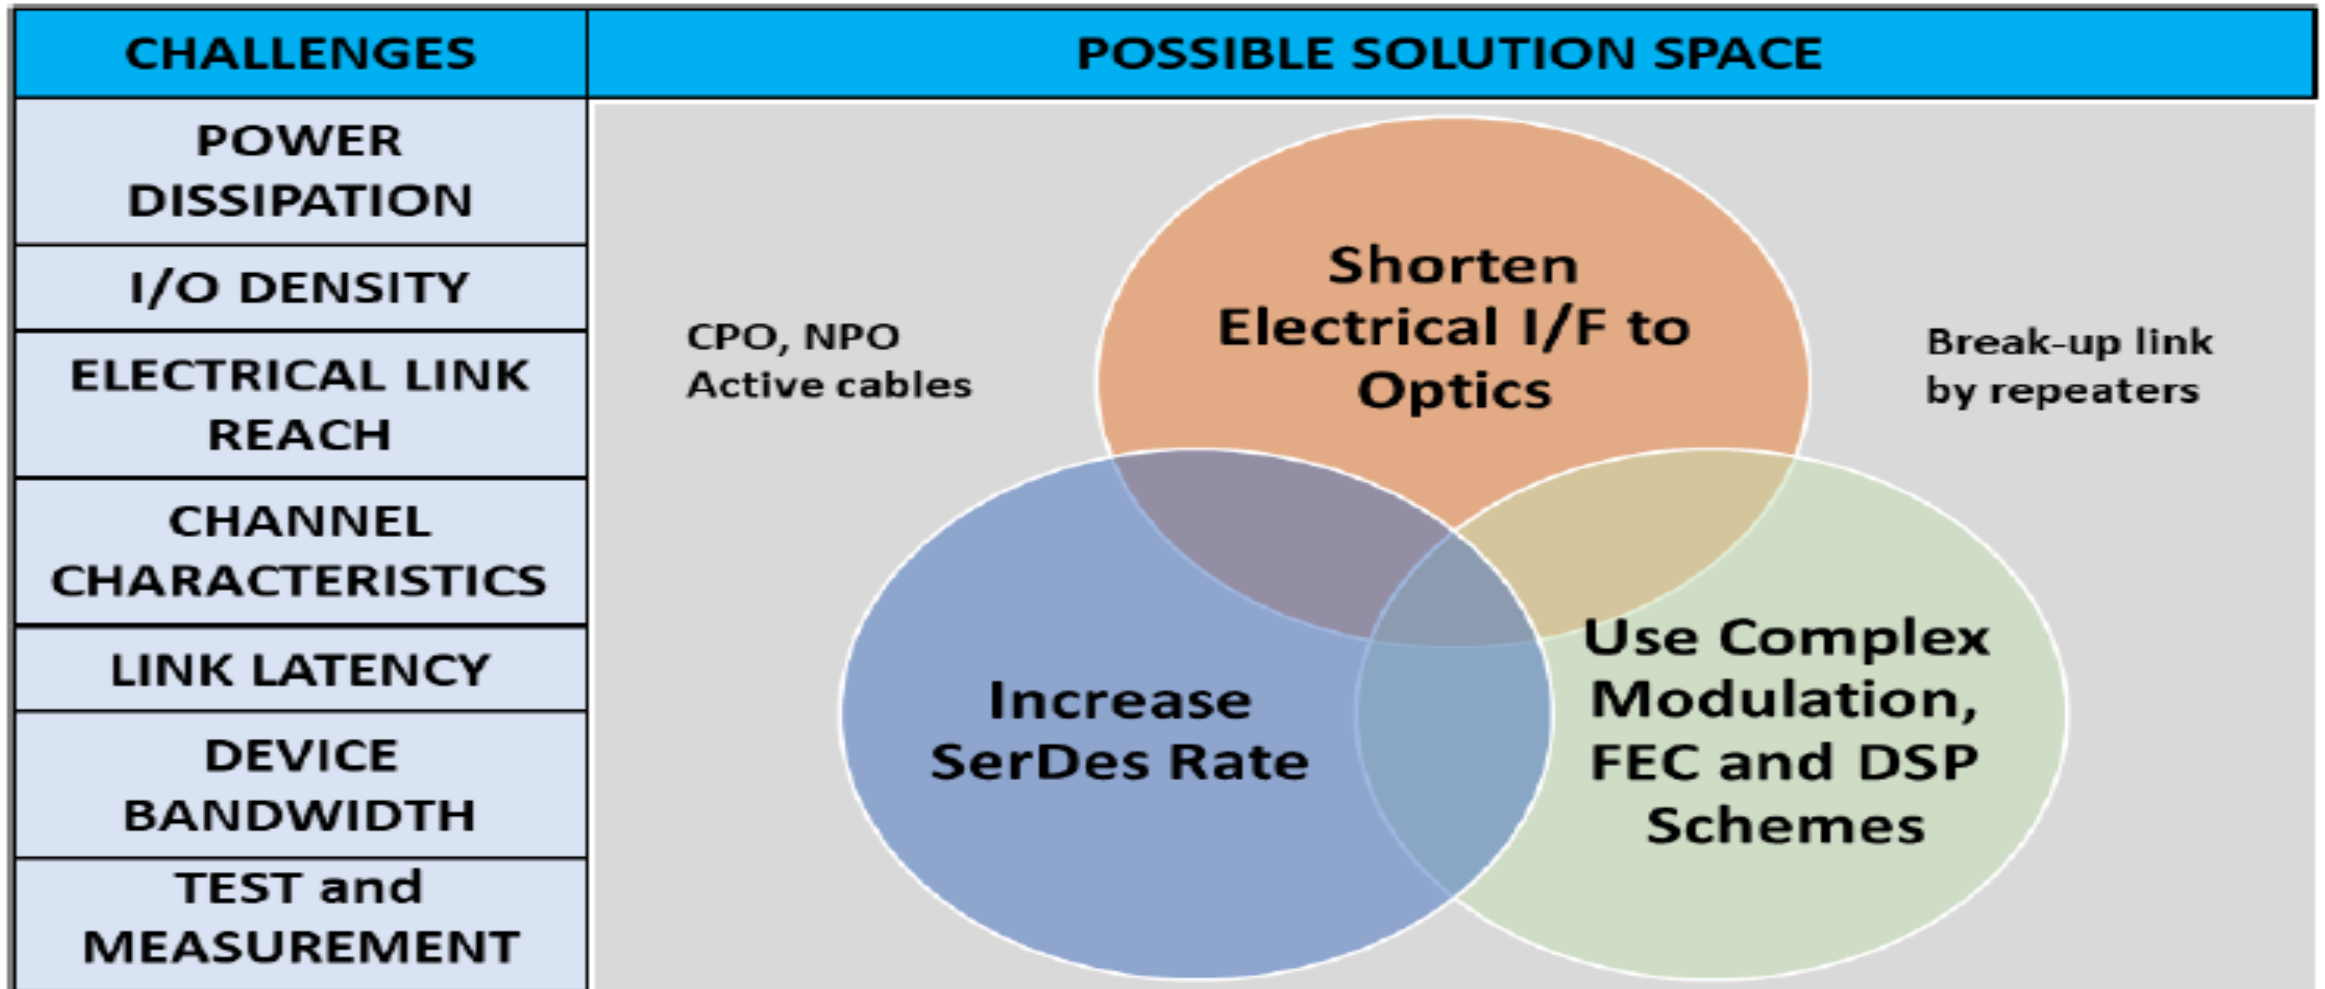 CHALLENGES
POSSIBLE SOLUTION SPACE
POWER
DISSIPATION
I/O DENSITY
ELECTRICAL LINK
REACH
CHANNEL
CHARACTERISTICS
LINK LATENCY
DEVICE
BANDWIDTH
TEST and
MEASUREMENT
CPO, NPO
Active cables
Shorten
Electrical I/F to
Optics
Break-up link
by repeaters
Increase
SerDes Rate
Use Complex
Modulation,
FEC and DSP
Schemes